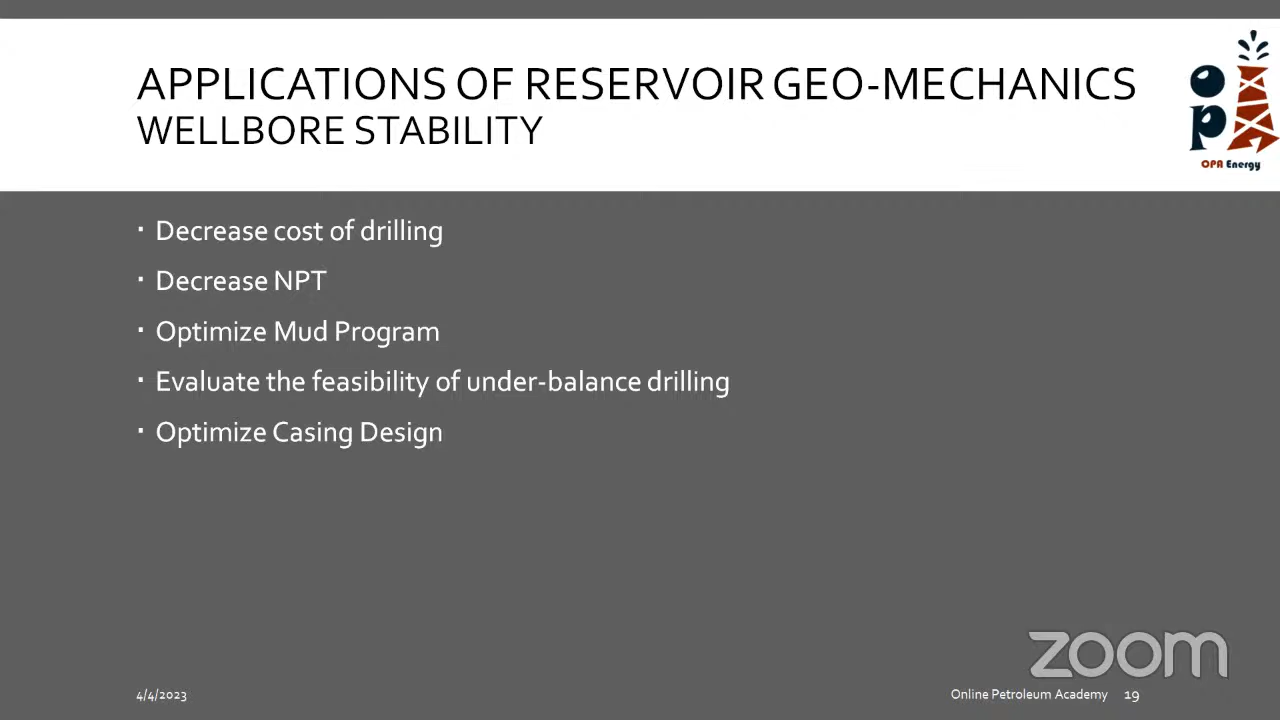 APPLICATIONS OF RESERVOIR GEO-MECHANICS
WELLBORE STABILITY
OPA
OPA Energy
▪ Decrease cost of drilling
▪ Decrease NPT
▪ Optimize Mud Program
▪ Evaluate the feasibility of under-balance drilling
▪ Optimize Casing Design
zoom
4/4/2023
Online Petroleum Academy 19